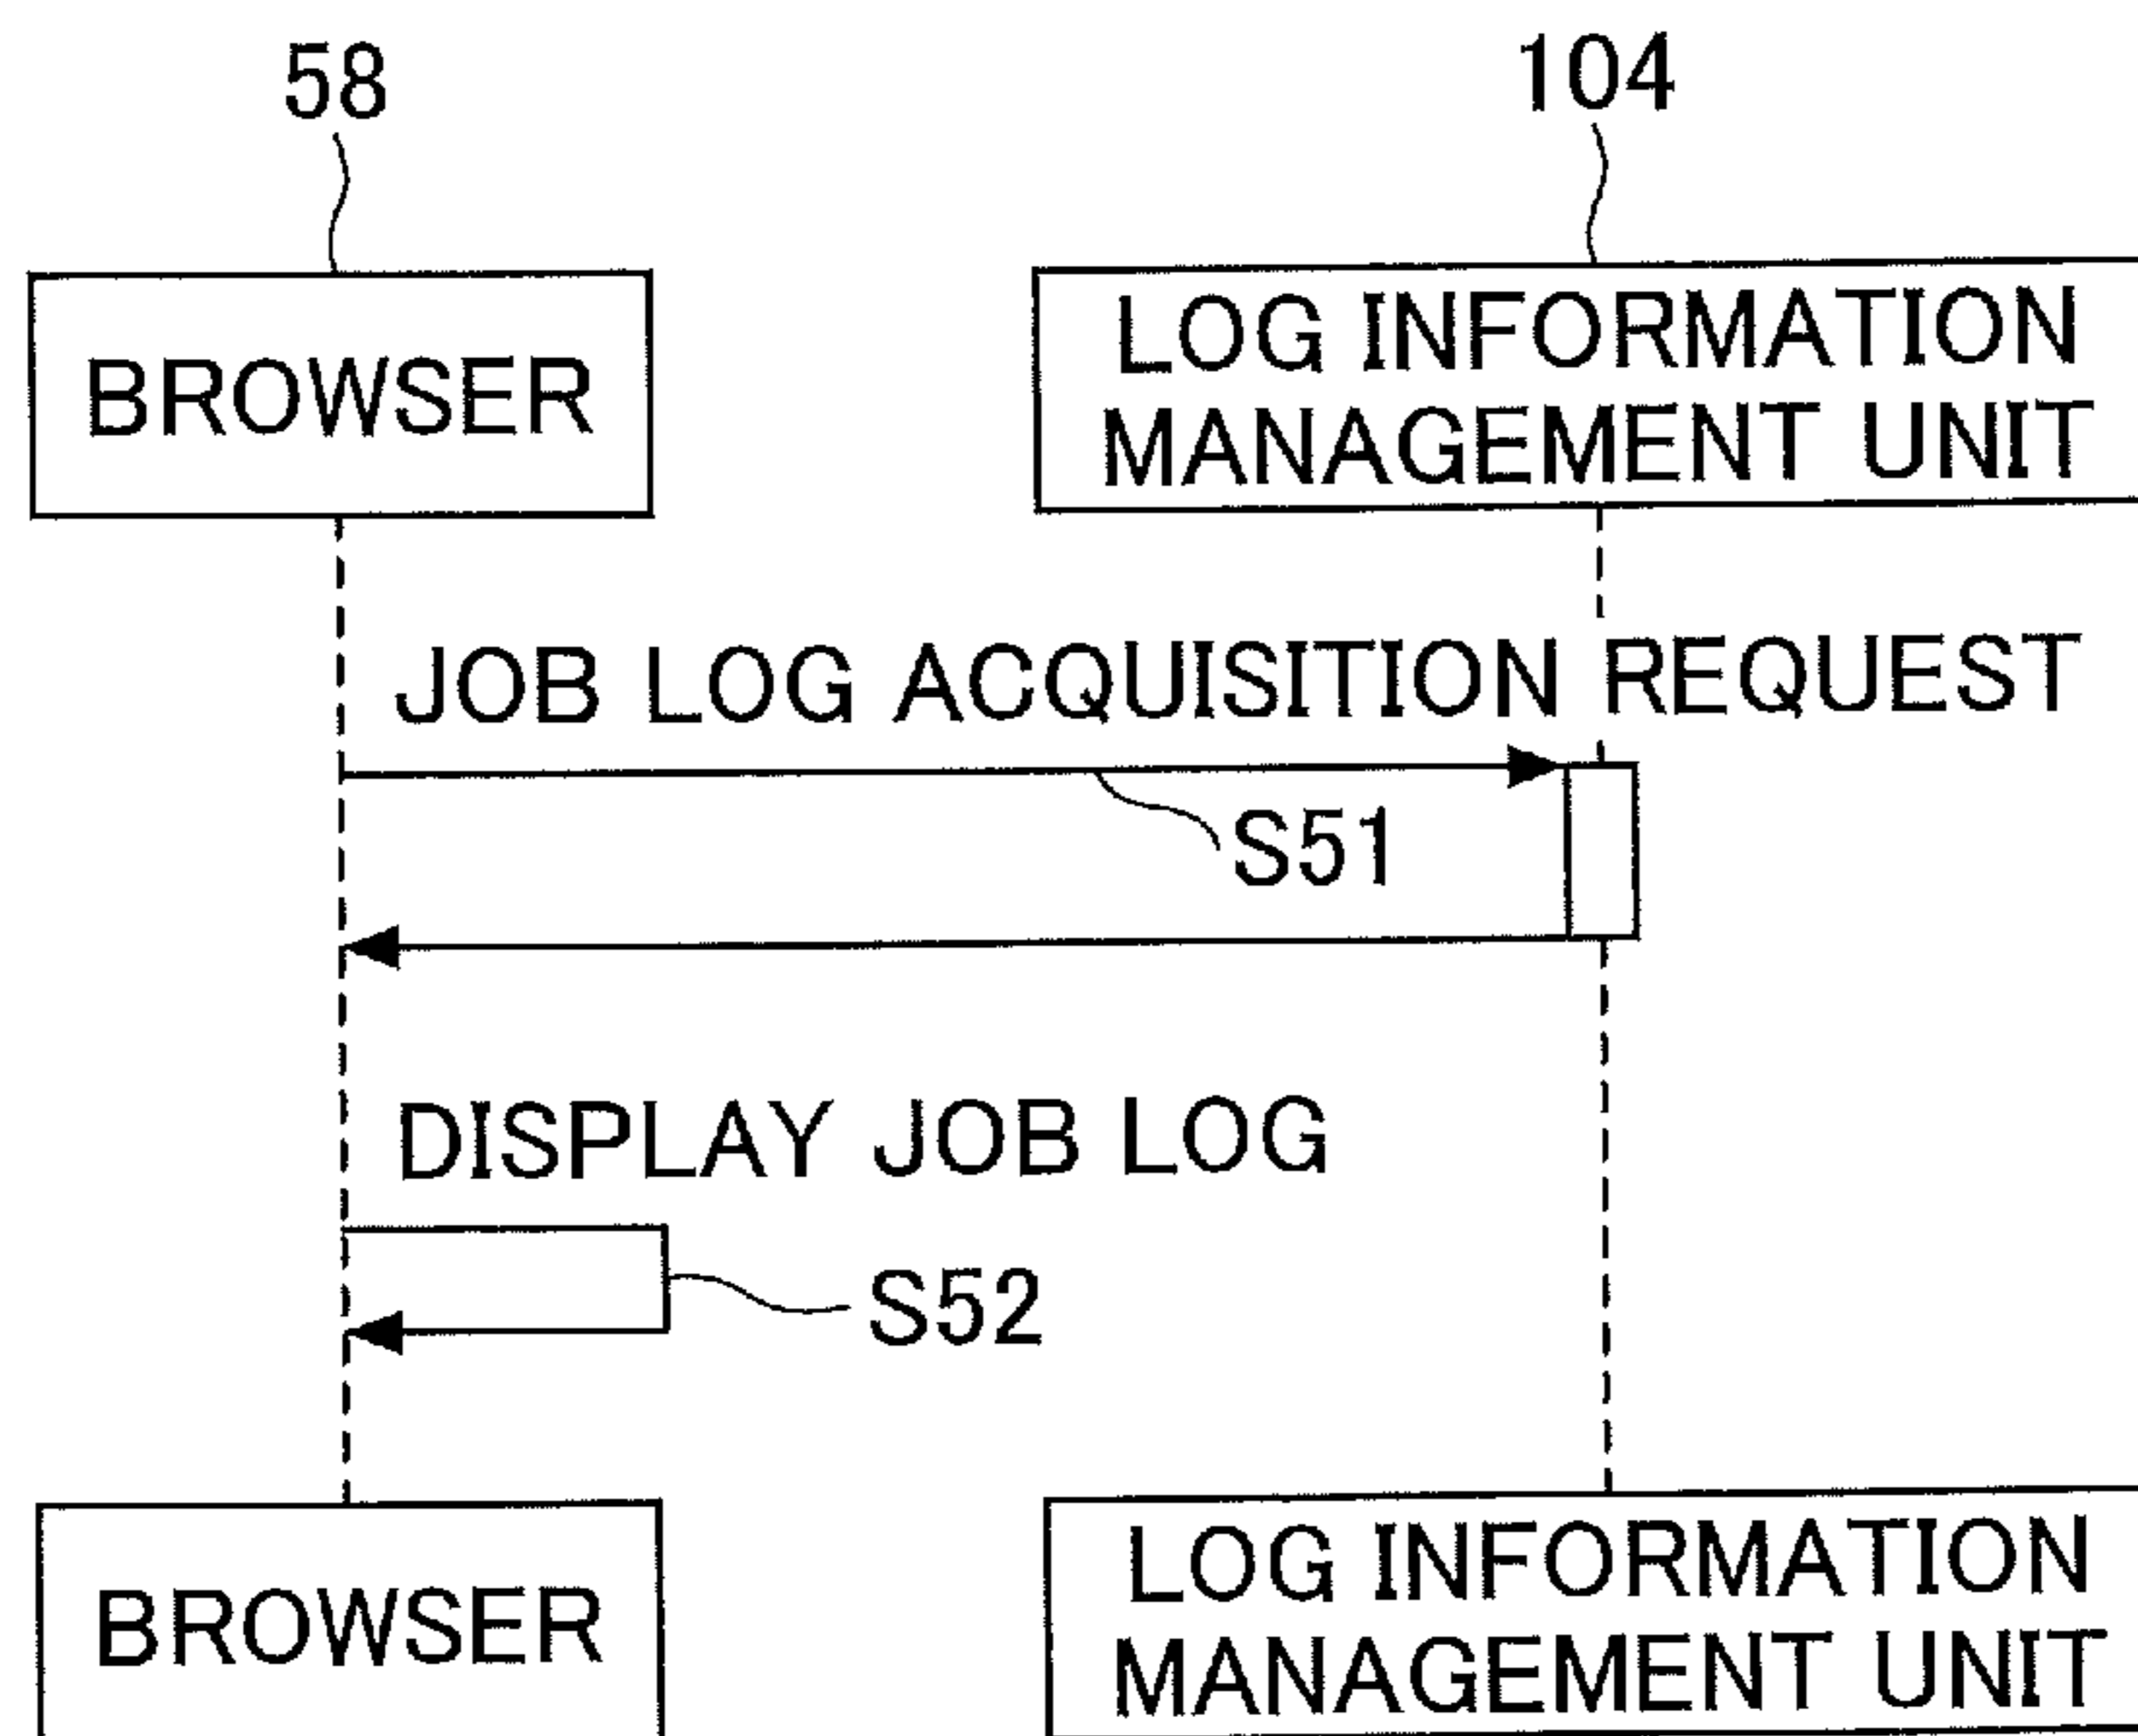 58
104
BROWSER
LOG INFORMATION
MANAGEMENT UNIT
JOB LOG ACQUISITION REQUEST
S51
DISPLAY JOB LOG
S52
BROWSER
LOG INFORMATION
MANAGEMENT UNIT